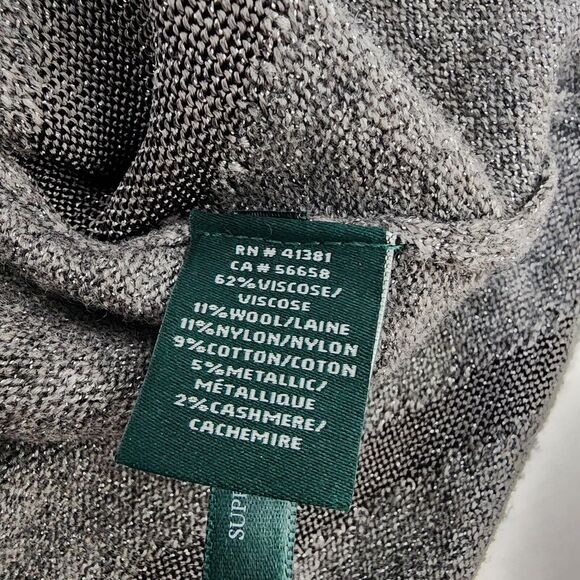 RN # 41381
CA # 56658
62%VISCOSE/
VISCOSE
11%WOOL/LAINE
11%NYLON/NYLON
9%COTTON/COTON
5%METALLIC/
MÉTALLIQUE
2%CASHMERE/
CACHEMIRE
SUPR